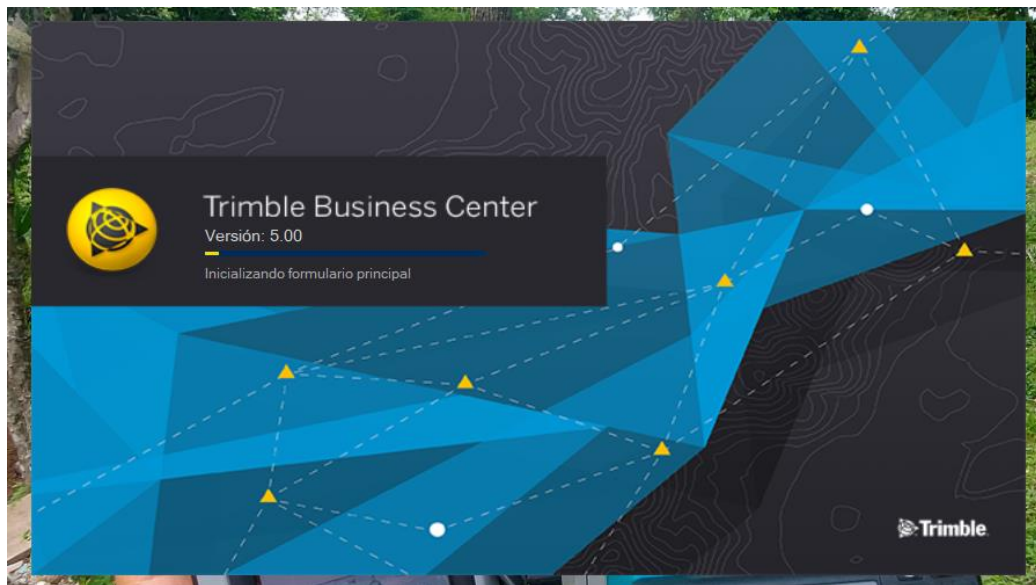 Trimble Business Center
Versión: 5.00
Inicializando formulario principal
Trimble